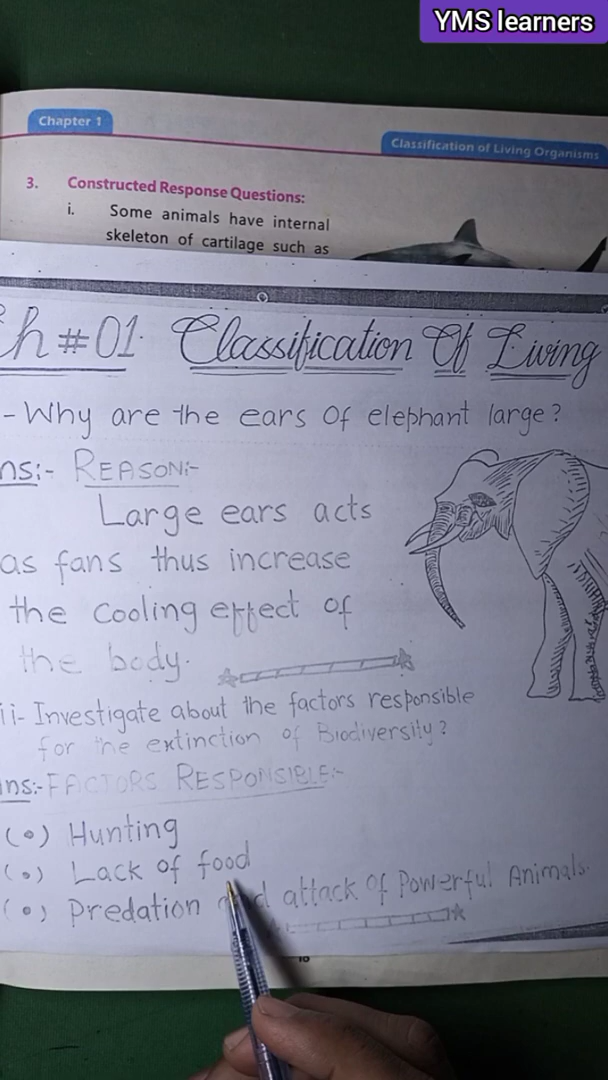 YMS learners
Chapter 1
Classification of Living Organisms
3. Constructed Response Questions:
i. Some animals have internal
skeleton of cartilage such as
Ch # 01. Classification Of Living
- Why are the ears of elephant large?
ns:- REASON:-
Large ears acts
as fans thus increase
the cooling effect of
the body.
ii- Investigate about the factors responsible
for the extinction of Biodiversity?
ns:- FACTORS RESPONSIBLE:-
(•) Hunting
(•) Lack of food
(•) Predation and attack of Powerful Animals.